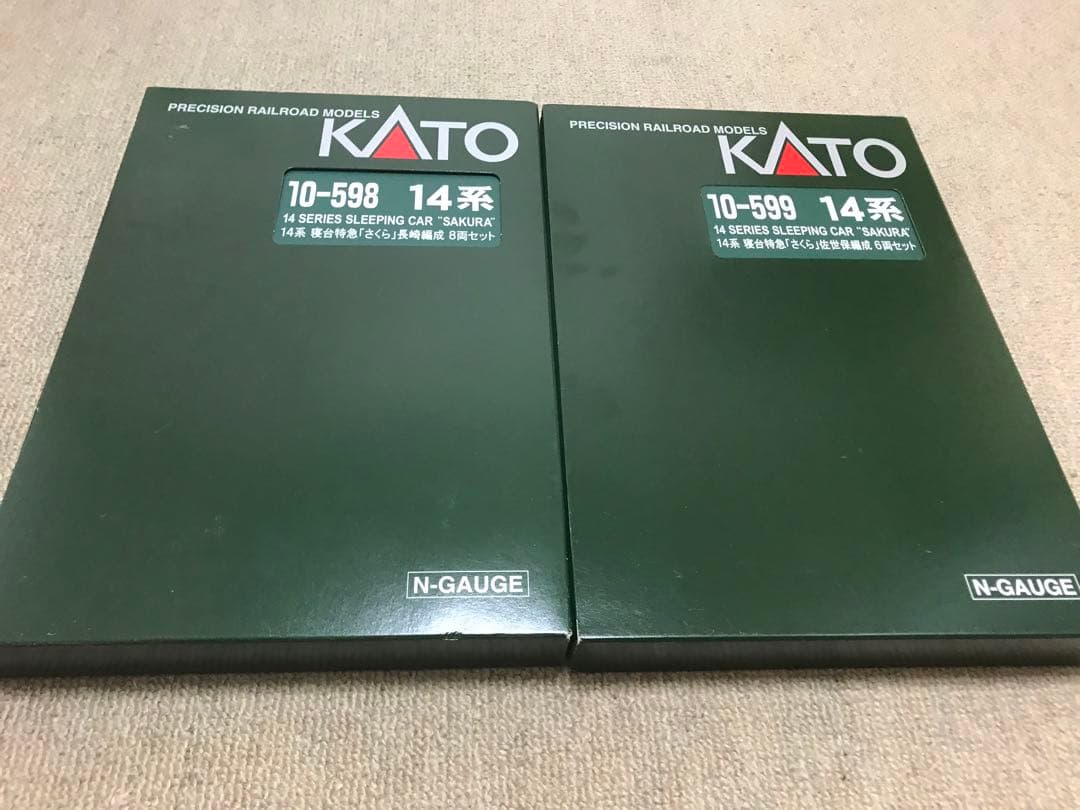 PRECISION RAILROAD MODELS
KATO
10-598 14系
14 SERIES SLEEPING CAR "SAKURA"
14系 寝台特急「さくら」長崎編成 8両セット
N-GAUGE
PRECISION RAILROAD MODELS
KATO
10-599 14系
14 SERIES SLEEPING CAR "SAKURA"
14系 寝台特急「さくら」佐世保編成 6両セット
N-GAUGE